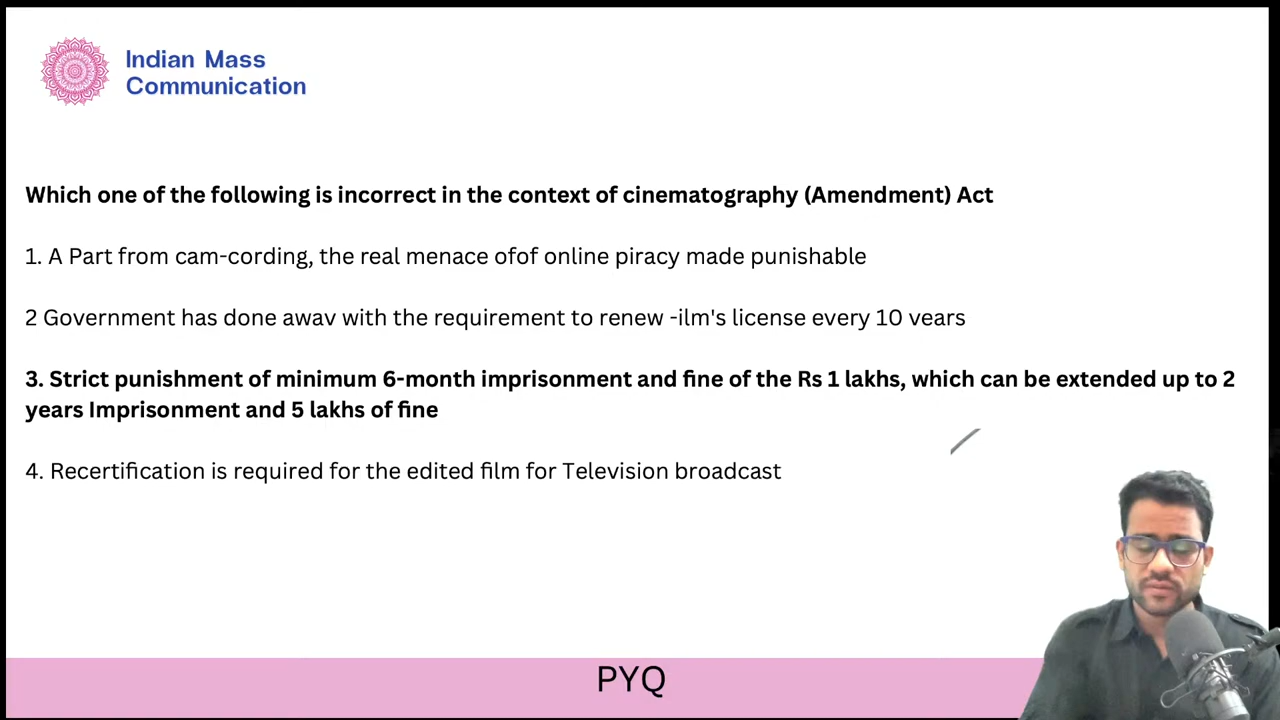 Indian Mass
Communication
Which one of the following is incorrect in the context of cinematography (Amendment) Act
1. A Part from cam-cording, the real menace ofof online piracy made punishable
2 Government has done awav with the requirement to renew -ilm's license every 10 vears
3. Strict punishment of minimum 6-month imprisonment and fine of the Rs 1 lakhs, which can be extended up to 2
years Imprisonment and 5 lakhs of fine
4. Recertification is required for the edited film for Television broadcast
PYQ